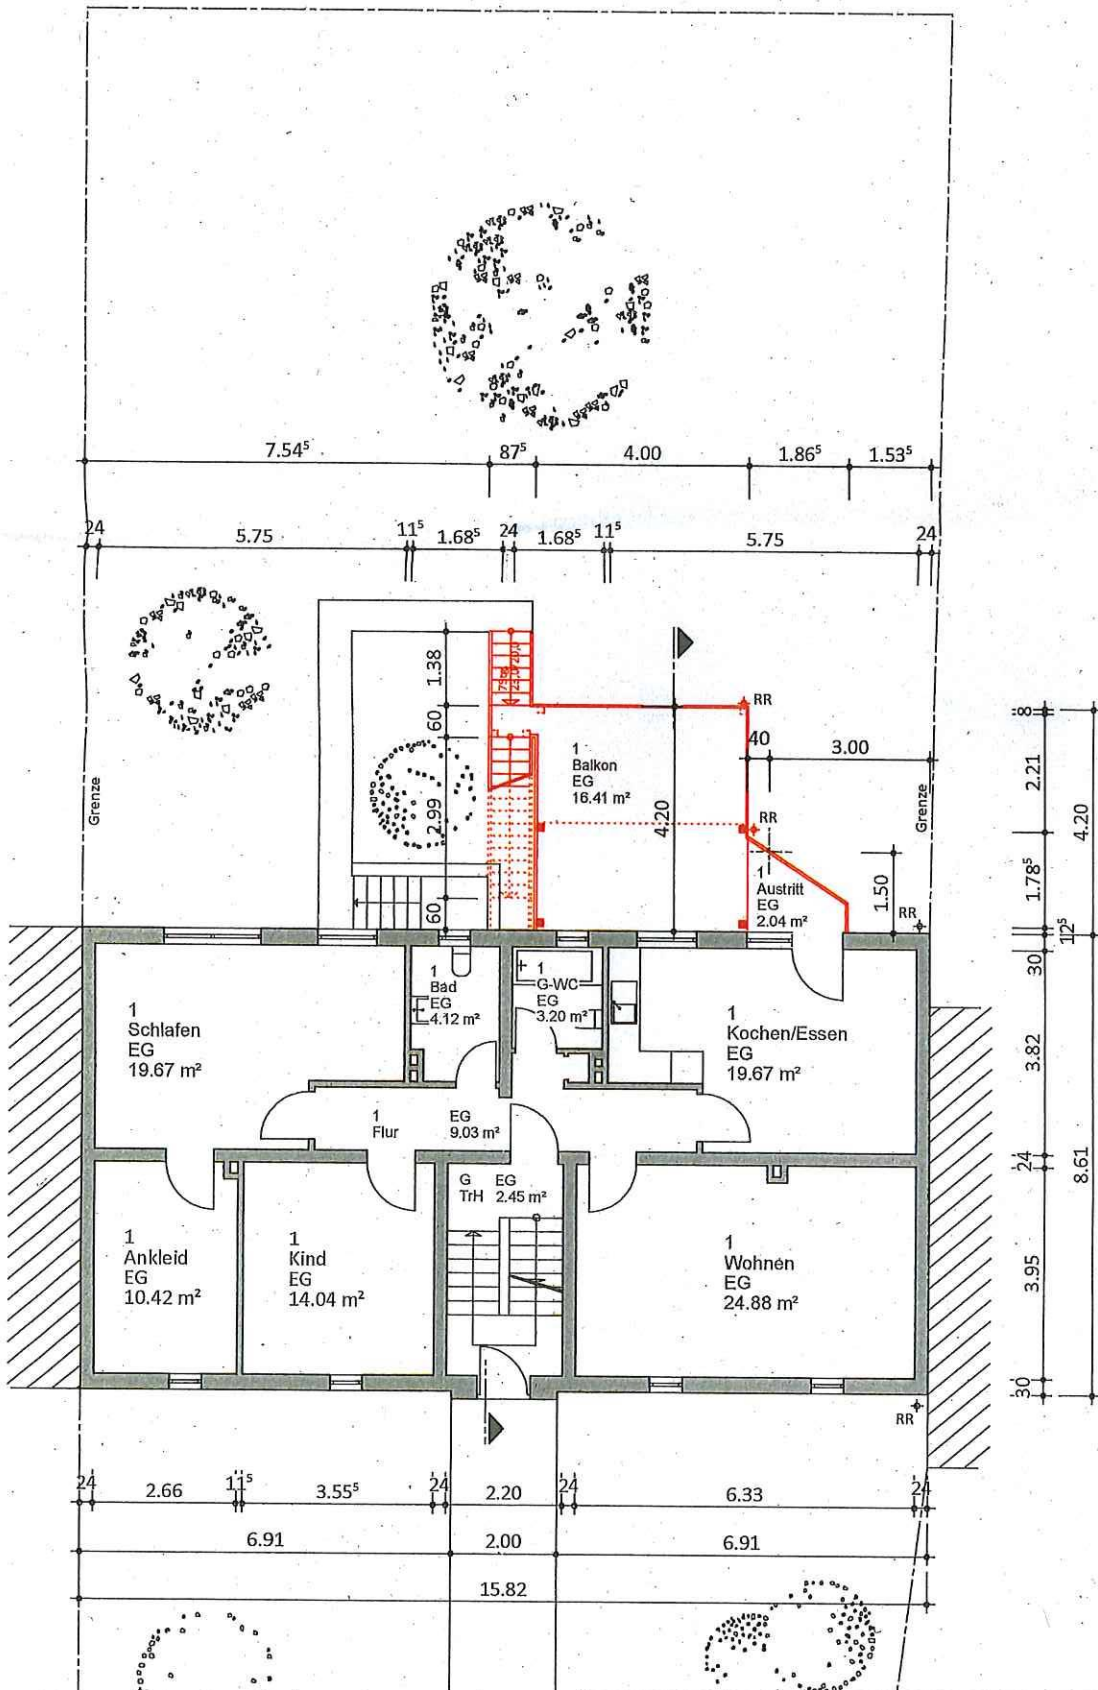 7.54⁵ 87⁵ 4.00 1.86⁵ 1.53⁵
24 5.75 11⁵ 1.68⁵ 24 1.68⁵ 11⁵ 5.75 24
1.38
60
2.99
60
RR
40
3.00
1
Balkon
EG
16.41 m²
4.20
RR
1
Austritt
EG
2.04 m²
1.50
RR
Grenze
Grenze
8
2.21
1.78⁵
12⁵
30
3.82
24
3.95
30
4.20
8.61
1
Schlafen
EG
19.67 m²
1
Bad
EG
4.12 m²
1
G-WC
EG
3.20 m²
1
Kochen/Essen
EG
19.67 m²
1
Flur
EG
9.03 m²
G EG
TrH 2.45 m²
1
Ankleid
EG
10.42 m²
1
Kind
EG
14.04 m²
1
Wohnen
EG
24.88 m²
RR
24 2.66 11⁵ 3.55⁵ 24 2.20 24 6.33 24
6.91 2.00 6.91
15.82